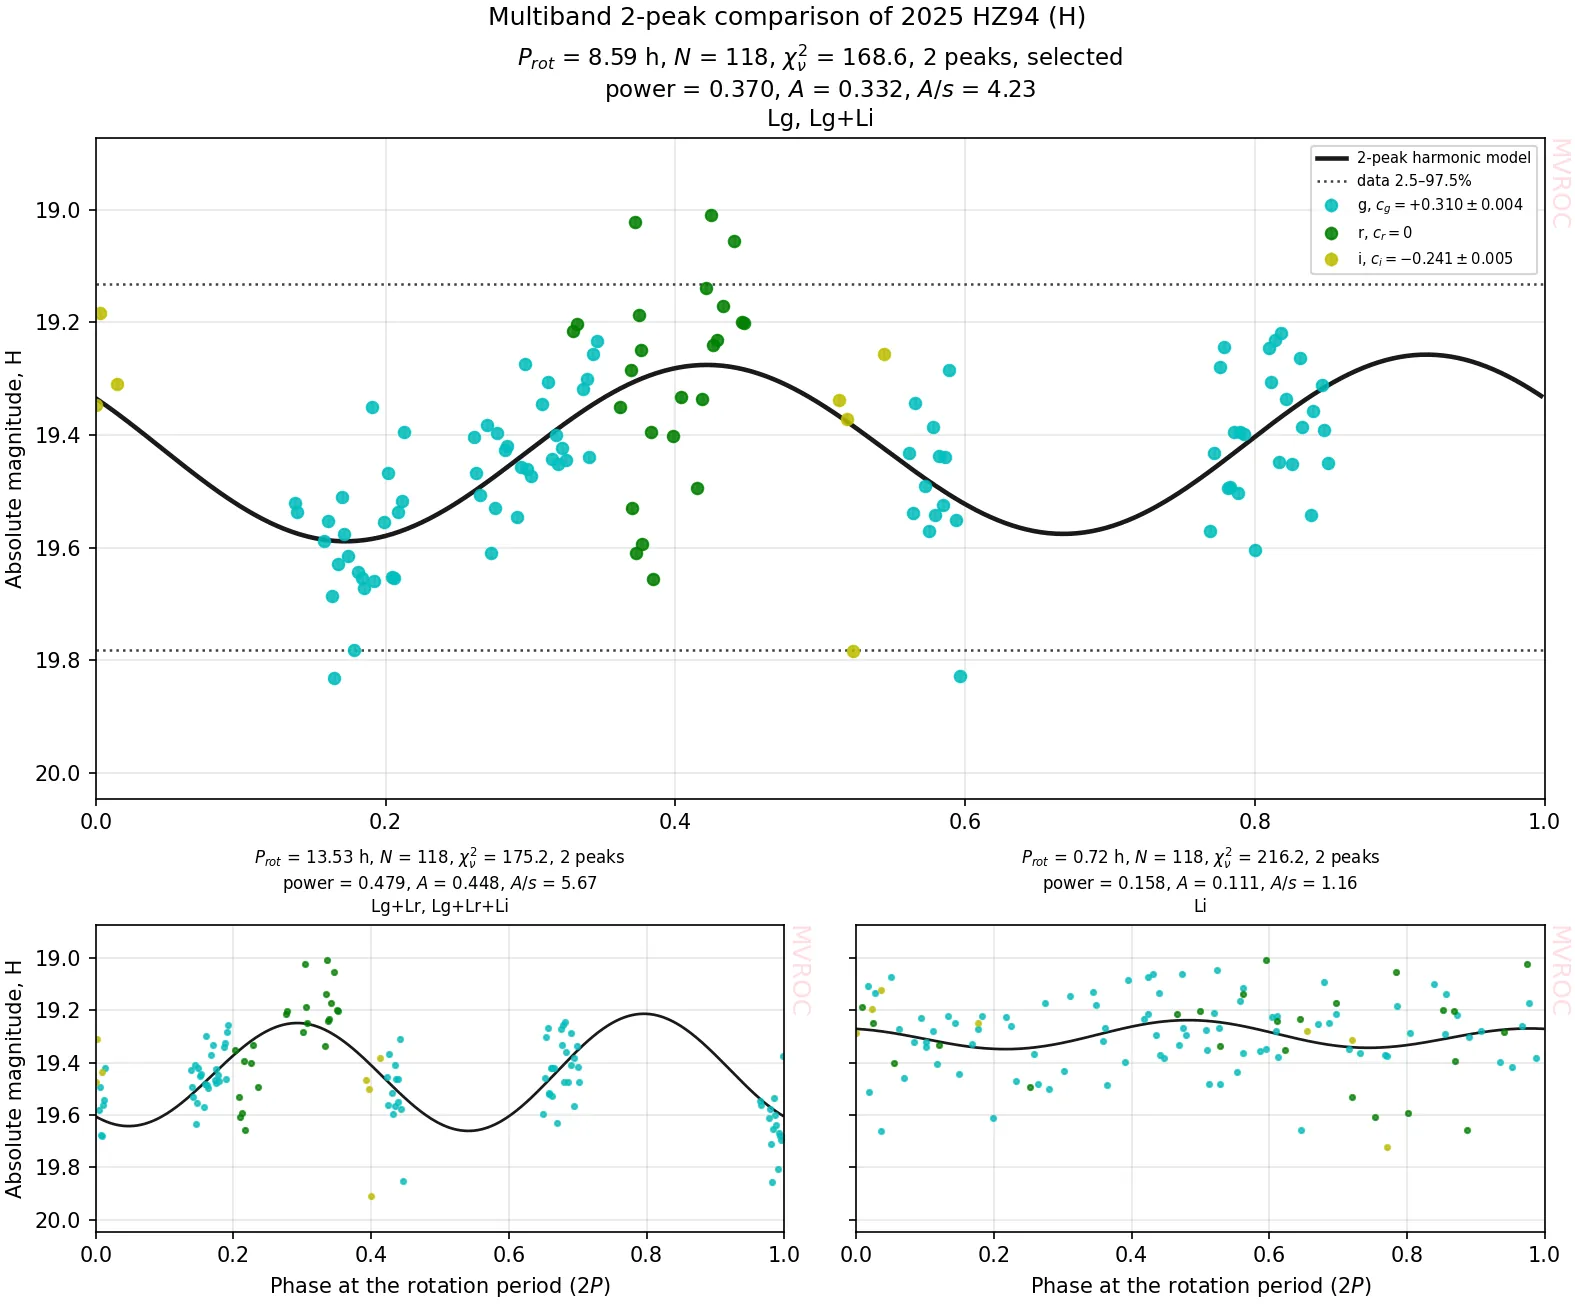 Multiband 2-peak comparison of 2025 HZ94 (H)
P_rot = 8.59 h, N = 118, χ²_ν = 168.6, 2 peaks, selected
power = 0.370, A = 0.332, A/s = 4.23
Lg, Lg+Li
2-peak harmonic model
data 2.5–97.5%
g, c_g = +0.310 ± 0.004
r, c_r = 0
i, c_i = −0.241 ± 0.005
MVROC
Absolute magnitude, H
19.0
19.2
19.4
19.6
19.8
20.0
0.0 0.2 0.4 0.6 0.8 1.0
P_rot = 13.53 h, N = 118, χ²_ν = 175.2, 2 peaks
power = 0.479, A = 0.448, A/s = 5.67
Lg+Lr, Lg+Lr+Li
MVROC
Absolute magnitude, H
19.0
19.2
19.4
19.6
19.8
20.0
0.0 0.2 0.4 0.6 0.8 1.0
Phase at the rotation period (2P)
P_rot = 0.72 h, N = 118, χ²_ν = 216.2, 2 peaks
power = 0.158, A = 0.111, A/s = 1.16
Li
MVROC
0.0 0.2 0.4 0.6 0.8 1.0
Phase at the rotation period (2P)